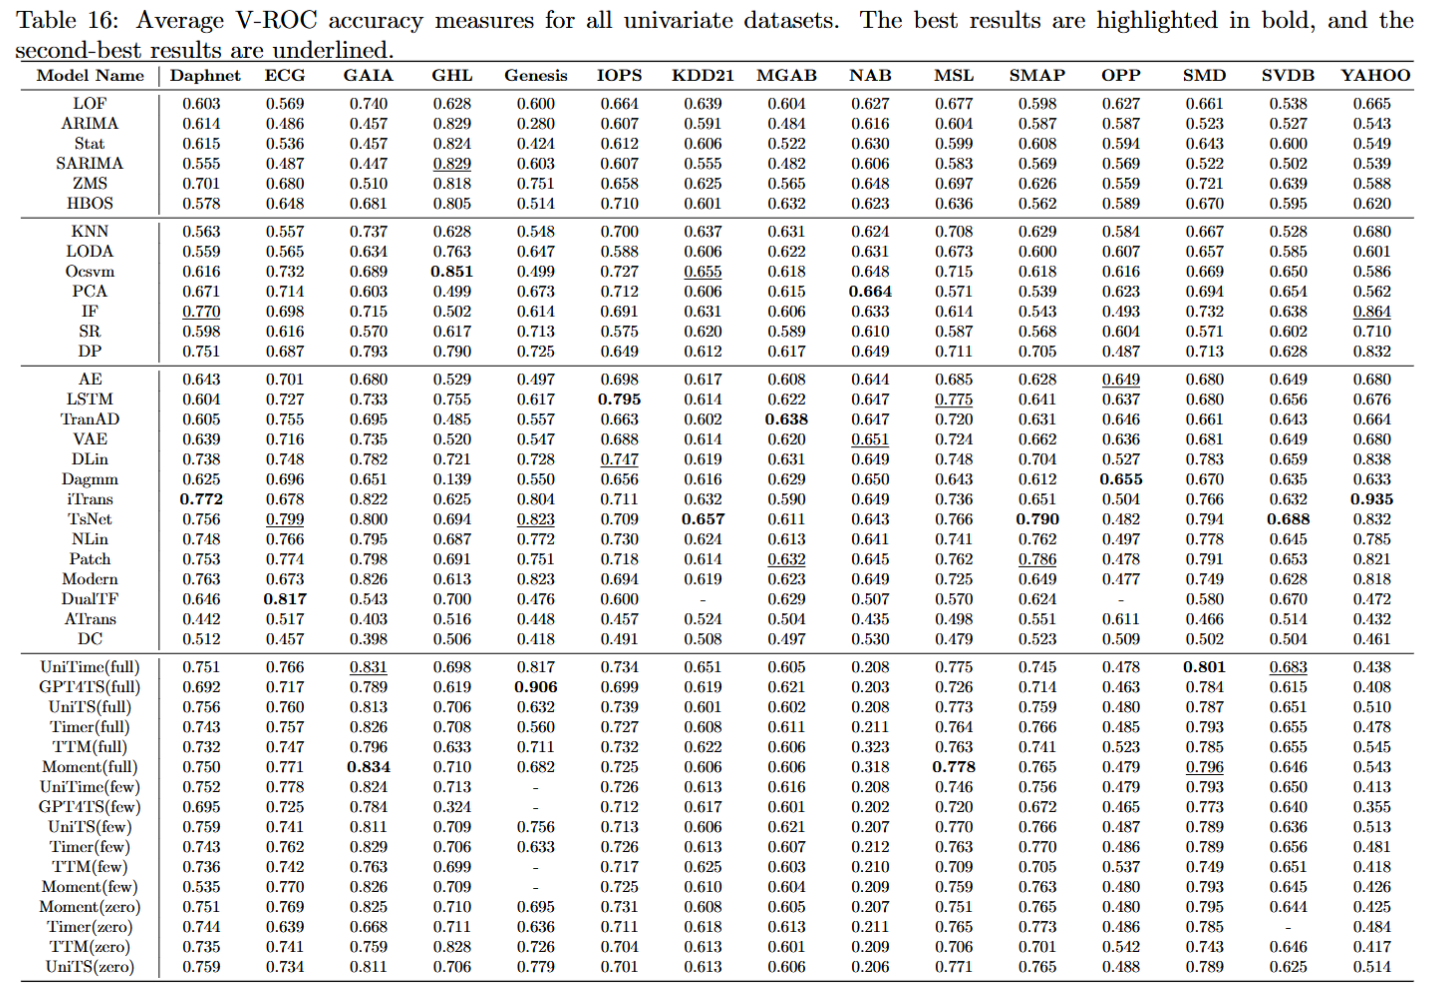 Table 16: Average V-ROC accuracy measures for all univariate datasets. The best results are highlighted in bold, and the
second-best results are underlined.
Model Name Daphnet ECG GAIA GHL Genesis IOPS KDD21 MGAB NAB MSL SMAP OPP SMD SVDB YAHOO
LOF 0.603 0.569 0.740 0.628 0.600 0.664 0.639 0.604 0.627 0.677 0.598 0.627 0.661 0.538 0.665
ARIMA 0.614 0.486 0.457 0.829 0.280 0.607 0.591 0.484 0.616 0.604 0.587 0.587 0.523 0.527 0.543
Stat 0.615 0.536 0.457 0.824 0.424 0.612 0.606 0.522 0.630 0.599 0.608 0.594 0.643 0.600 0.549
SARIMA 0.555 0.487 0.447 0.829 0.603 0.607 0.555 0.482 0.606 0.583 0.569 0.569 0.522 0.502 0.539
ZMS 0.701 0.680 0.510 0.818 0.751 0.658 0.625 0.565 0.648 0.697 0.626 0.559 0.721 0.639 0.588
HBOS 0.578 0.648 0.681 0.805 0.514 0.710 0.601 0.632 0.623 0.636 0.562 0.589 0.670 0.595 0.620
KNN 0.563 0.557 0.737 0.628 0.548 0.700 0.637 0.631 0.624 0.708 0.629 0.584 0.667 0.528 0.680
LODA 0.559 0.565 0.634 0.763 0.647 0.588 0.606 0.622 0.631 0.673 0.600 0.607 0.657 0.585 0.601
Ocsvm 0.616 0.732 0.689 0.851 0.499 0.727 0.655 0.618 0.648 0.715 0.618 0.616 0.669 0.650 0.586
PCA 0.671 0.714 0.603 0.499 0.673 0.712 0.606 0.615 0.664 0.571 0.539 0.623 0.694 0.654 0.562
IF 0.770 0.698 0.715 0.502 0.614 0.691 0.631 0.606 0.633 0.614 0.543 0.493 0.732 0.638 0.864
SR 0.598 0.616 0.570 0.617 0.713 0.575 0.620 0.589 0.610 0.587 0.568 0.604 0.571 0.602 0.710
DP 0.751 0.687 0.793 0.790 0.725 0.649 0.612 0.617 0.649 0.711 0.705 0.487 0.713 0.628 0.832
AE 0.643 0.701 0.680 0.529 0.497 0.698 0.617 0.608 0.644 0.685 0.628 0.649 0.680 0.649 0.680
LSTM 0.604 0.727 0.733 0.755 0.617 0.795 0.614 0.622 0.647 0.775 0.641 0.637 0.680 0.656 0.676
TranAD 0.605 0.755 0.695 0.485 0.557 0.663 0.602 0.638 0.647 0.720 0.631 0.646 0.661 0.643 0.664
VAE 0.639 0.716 0.735 0.520 0.547 0.688 0.614 0.620 0.651 0.724 0.662 0.636 0.681 0.649 0.680
DLin 0.738 0.748 0.782 0.721 0.728 0.747 0.619 0.631 0.649 0.748 0.704 0.527 0.783 0.659 0.838
Dagmm 0.625 0.696 0.651 0.139 0.550 0.656 0.616 0.629 0.650 0.643 0.612 0.655 0.670 0.635 0.633
iTrans 0.772 0.678 0.822 0.625 0.804 0.711 0.632 0.590 0.649 0.736 0.651 0.504 0.766 0.632 0.935
TsNet 0.756 0.799 0.800 0.694 0.823 0.709 0.657 0.611 0.643 0.766 0.790 0.482 0.794 0.688 0.832
NLin 0.748 0.766 0.795 0.687 0.772 0.730 0.624 0.613 0.641 0.741 0.762 0.497 0.778 0.645 0.785
Patch 0.753 0.774 0.798 0.691 0.751 0.718 0.614 0.632 0.645 0.762 0.786 0.478 0.791 0.653 0.821
Modern 0.763 0.673 0.826 0.613 0.823 0.694 0.619 0.623 0.649 0.725 0.649 0.477 0.749 0.628 0.818
DualTF 0.646 0.817 0.543 0.700 0.476 0.600 - 0.629 0.507 0.570 0.624 - 0.580 0.670 0.472
ATrans 0.442 0.517 0.403 0.516 0.448 0.457 0.524 0.504 0.435 0.498 0.551 0.611 0.466 0.514 0.432
DC 0.512 0.457 0.398 0.506 0.418 0.491 0.508 0.497 0.530 0.479 0.523 0.509 0.502 0.504 0.461
UniTime(full) 0.751 0.766 0.831 0.698 0.817 0.734 0.651 0.605 0.208 0.775 0.745 0.478 0.801 0.683 0.438
GPT4TS(full) 0.692 0.717 0.789 0.619 0.906 0.699 0.619 0.621 0.203 0.726 0.714 0.463 0.784 0.615 0.408
UniTS(full) 0.756 0.760 0.813 0.706 0.632 0.739 0.601 0.602 0.208 0.773 0.759 0.480 0.787 0.651 0.510
Timer(full) 0.743 0.757 0.826 0.708 0.560 0.727 0.608 0.611 0.211 0.764 0.766 0.485 0.793 0.655 0.478
TTM(full) 0.732 0.747 0.796 0.633 0.711 0.732 0.622 0.606 0.323 0.763 0.741 0.523 0.785 0.655 0.545
Moment(full) 0.750 0.771 0.834 0.710 0.682 0.725 0.606 0.606 0.318 0.778 0.765 0.479 0.796 0.646 0.543
UniTime(few) 0.752 0.778 0.824 0.713 - 0.726 0.613 0.616 0.208 0.746 0.756 0.479 0.793 0.650 0.413
GPT4TS(few) 0.695 0.725 0.784 0.324 - 0.712 0.617 0.601 0.202 0.720 0.672 0.465 0.773 0.640 0.355
UniTS(few) 0.759 0.741 0.811 0.709 0.756 0.713 0.606 0.621 0.207 0.770 0.766 0.487 0.789 0.636 0.513
Timer(few) 0.743 0.762 0.829 0.706 0.633 0.726 0.613 0.607 0.212 0.763 0.770 0.486 0.789 0.656 0.481
TTM(few) 0.736 0.742 0.763 0.699 - 0.717 0.625 0.603 0.210 0.709 0.705 0.537 0.749 0.651 0.418
Moment(few) 0.535 0.770 0.826 0.709 - 0.725 0.610 0.604 0.209 0.759 0.763 0.480 0.793 0.645 0.426
Moment(zero) 0.751 0.769 0.825 0.710 0.695 0.731 0.608 0.605 0.207 0.751 0.765 0.480 0.795 0.644 0.425
Timer(zero) 0.744 0.639 0.668 0.711 0.636 0.711 0.618 0.613 0.211 0.765 0.773 0.486 0.785 - 0.484
TTM(zero) 0.735 0.741 0.759 0.828 0.726 0.704 0.613 0.601 0.209 0.706 0.701 0.542 0.743 0.646 0.417
UniTS(zero) 0.759 0.734 0.811 0.706 0.779 0.701 0.613 0.606 0.206 0.771 0.765 0.488 0.789 0.625 0.514